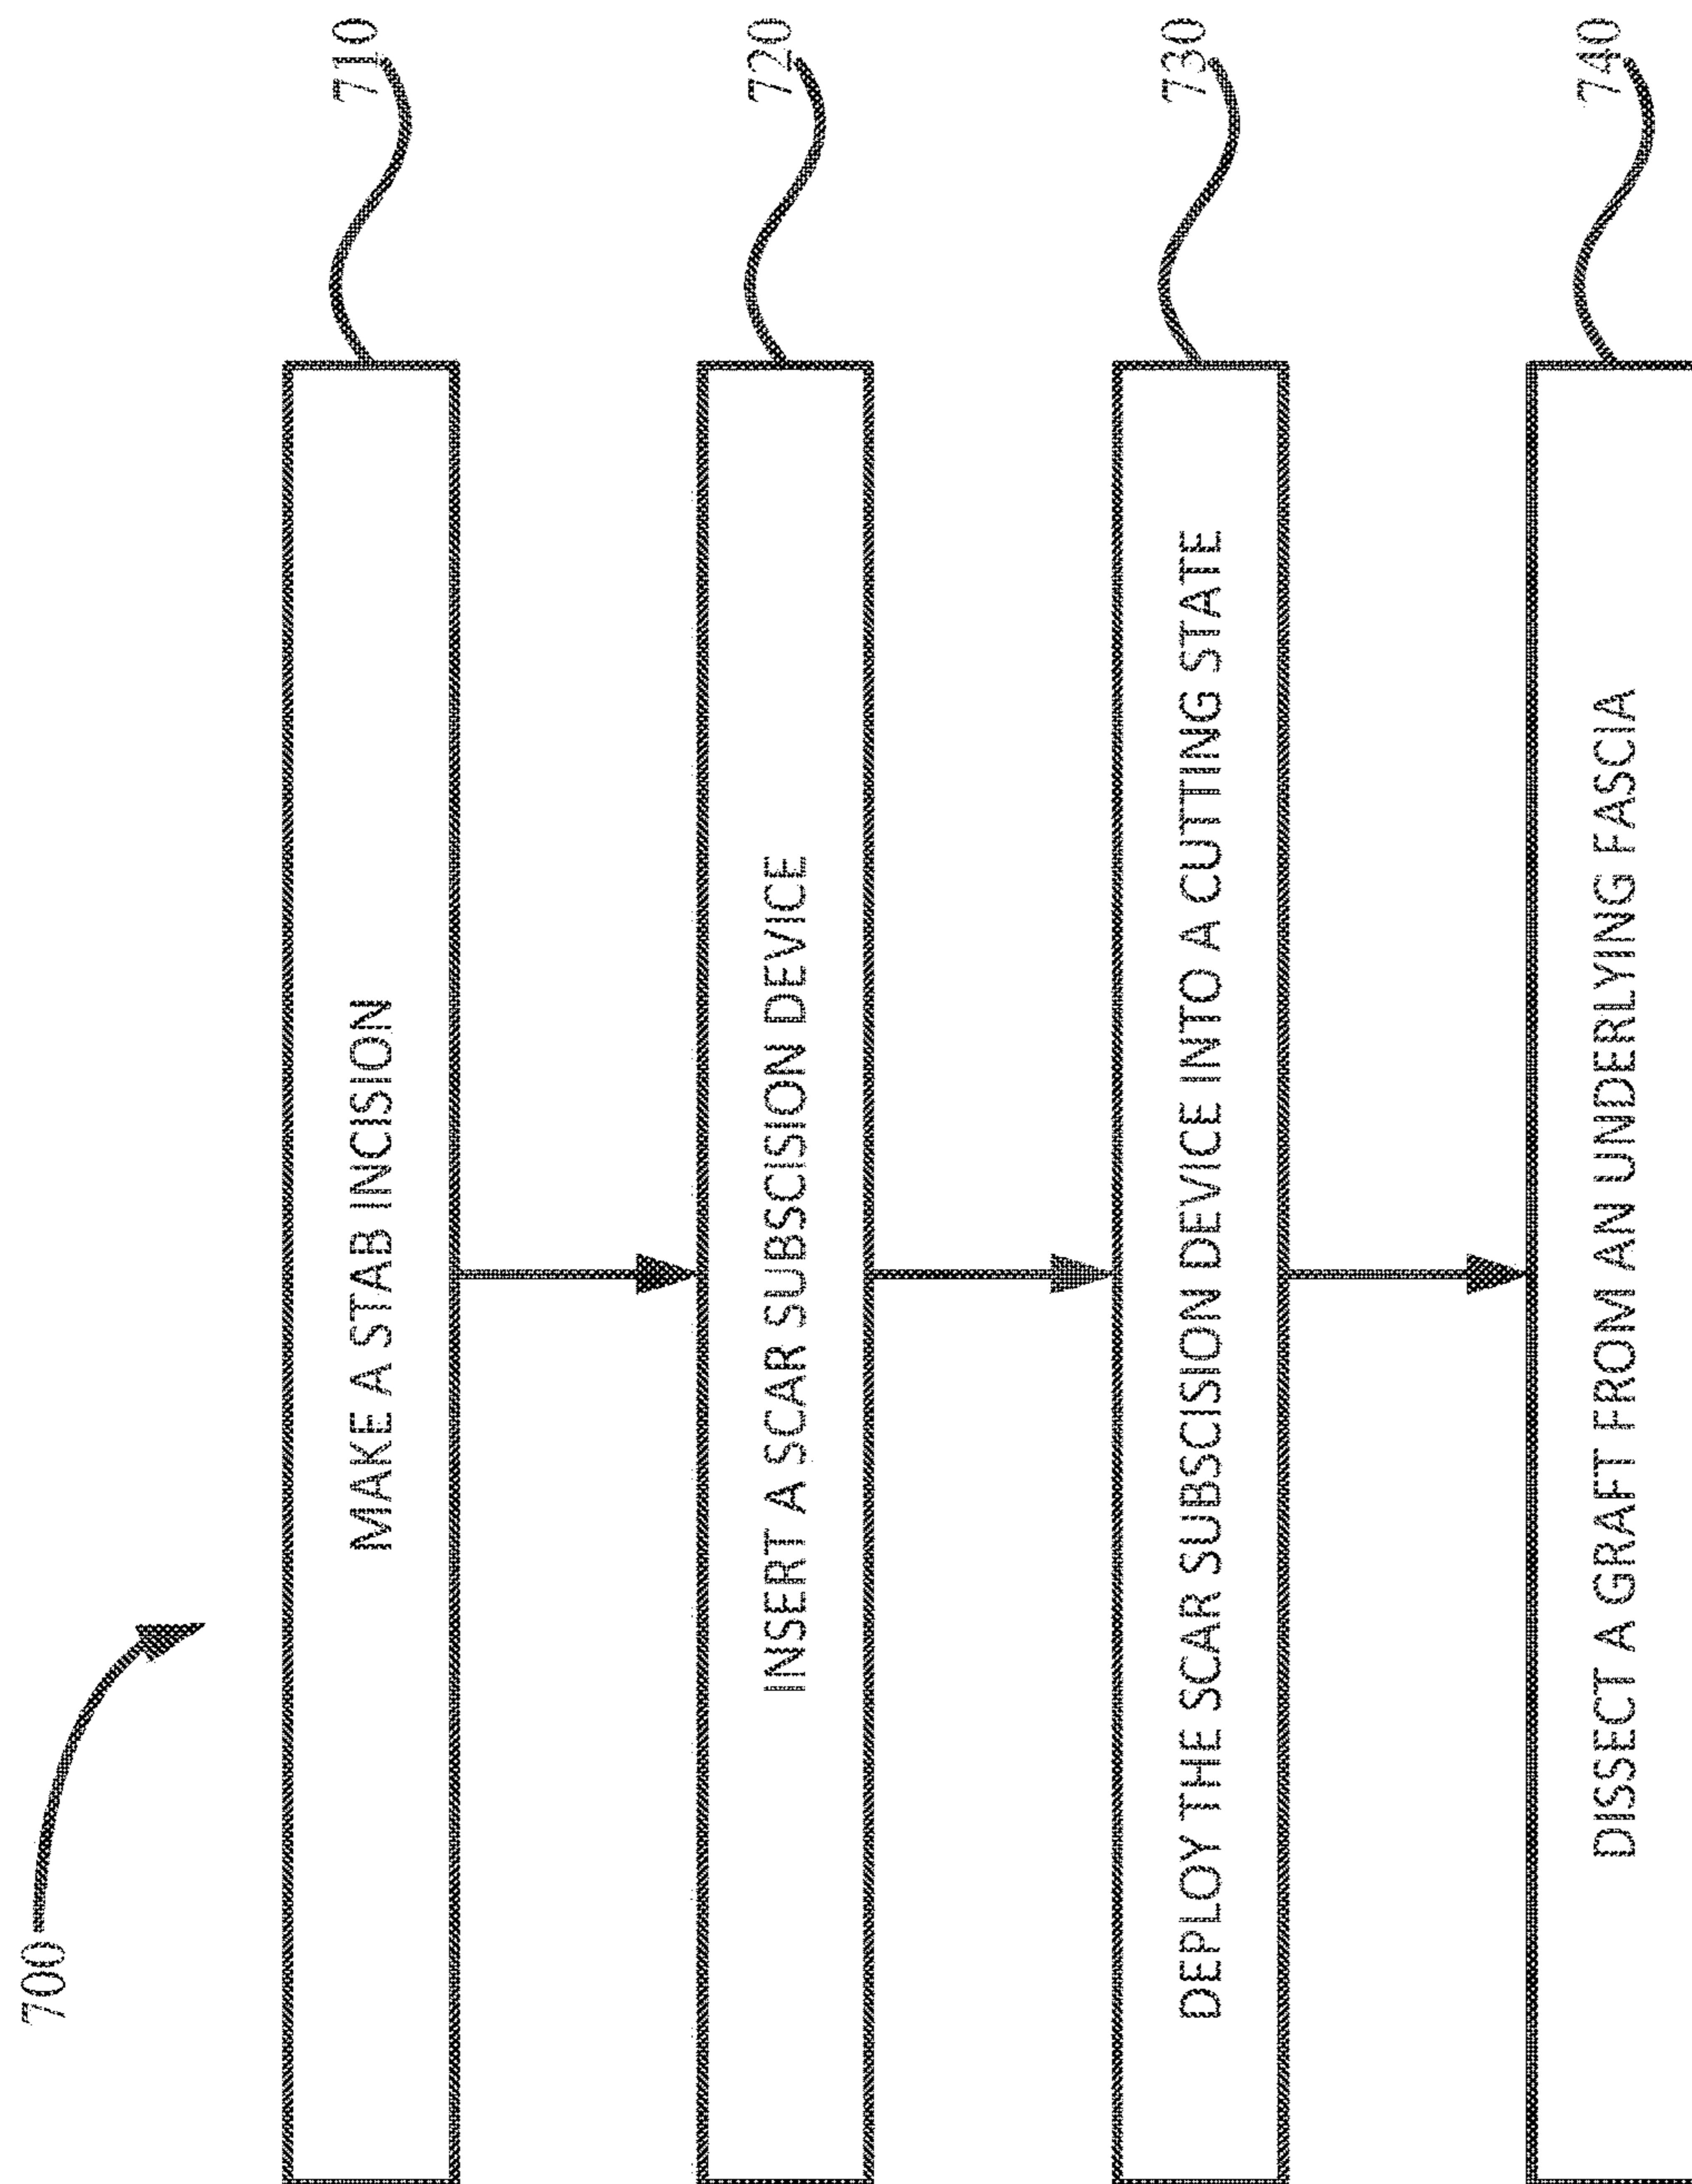 700
MAKE A STAB INCISION
710
INSERT A SCAR SUBSCISION DEVICE
720
DEPLOY THE SCAR SUBSCISION DEVICE INTO A CUTTING STATE
730
DISSECT A GRAFT FROM AN UNDERLYING FASCIA
740